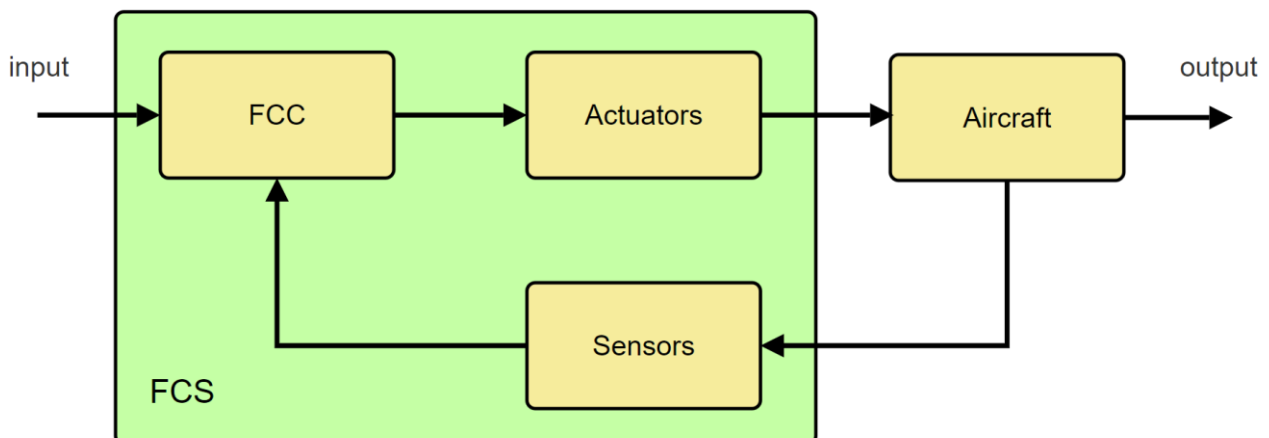 input
FCC
Actuators
Aircraft
output
Sensors
FCS